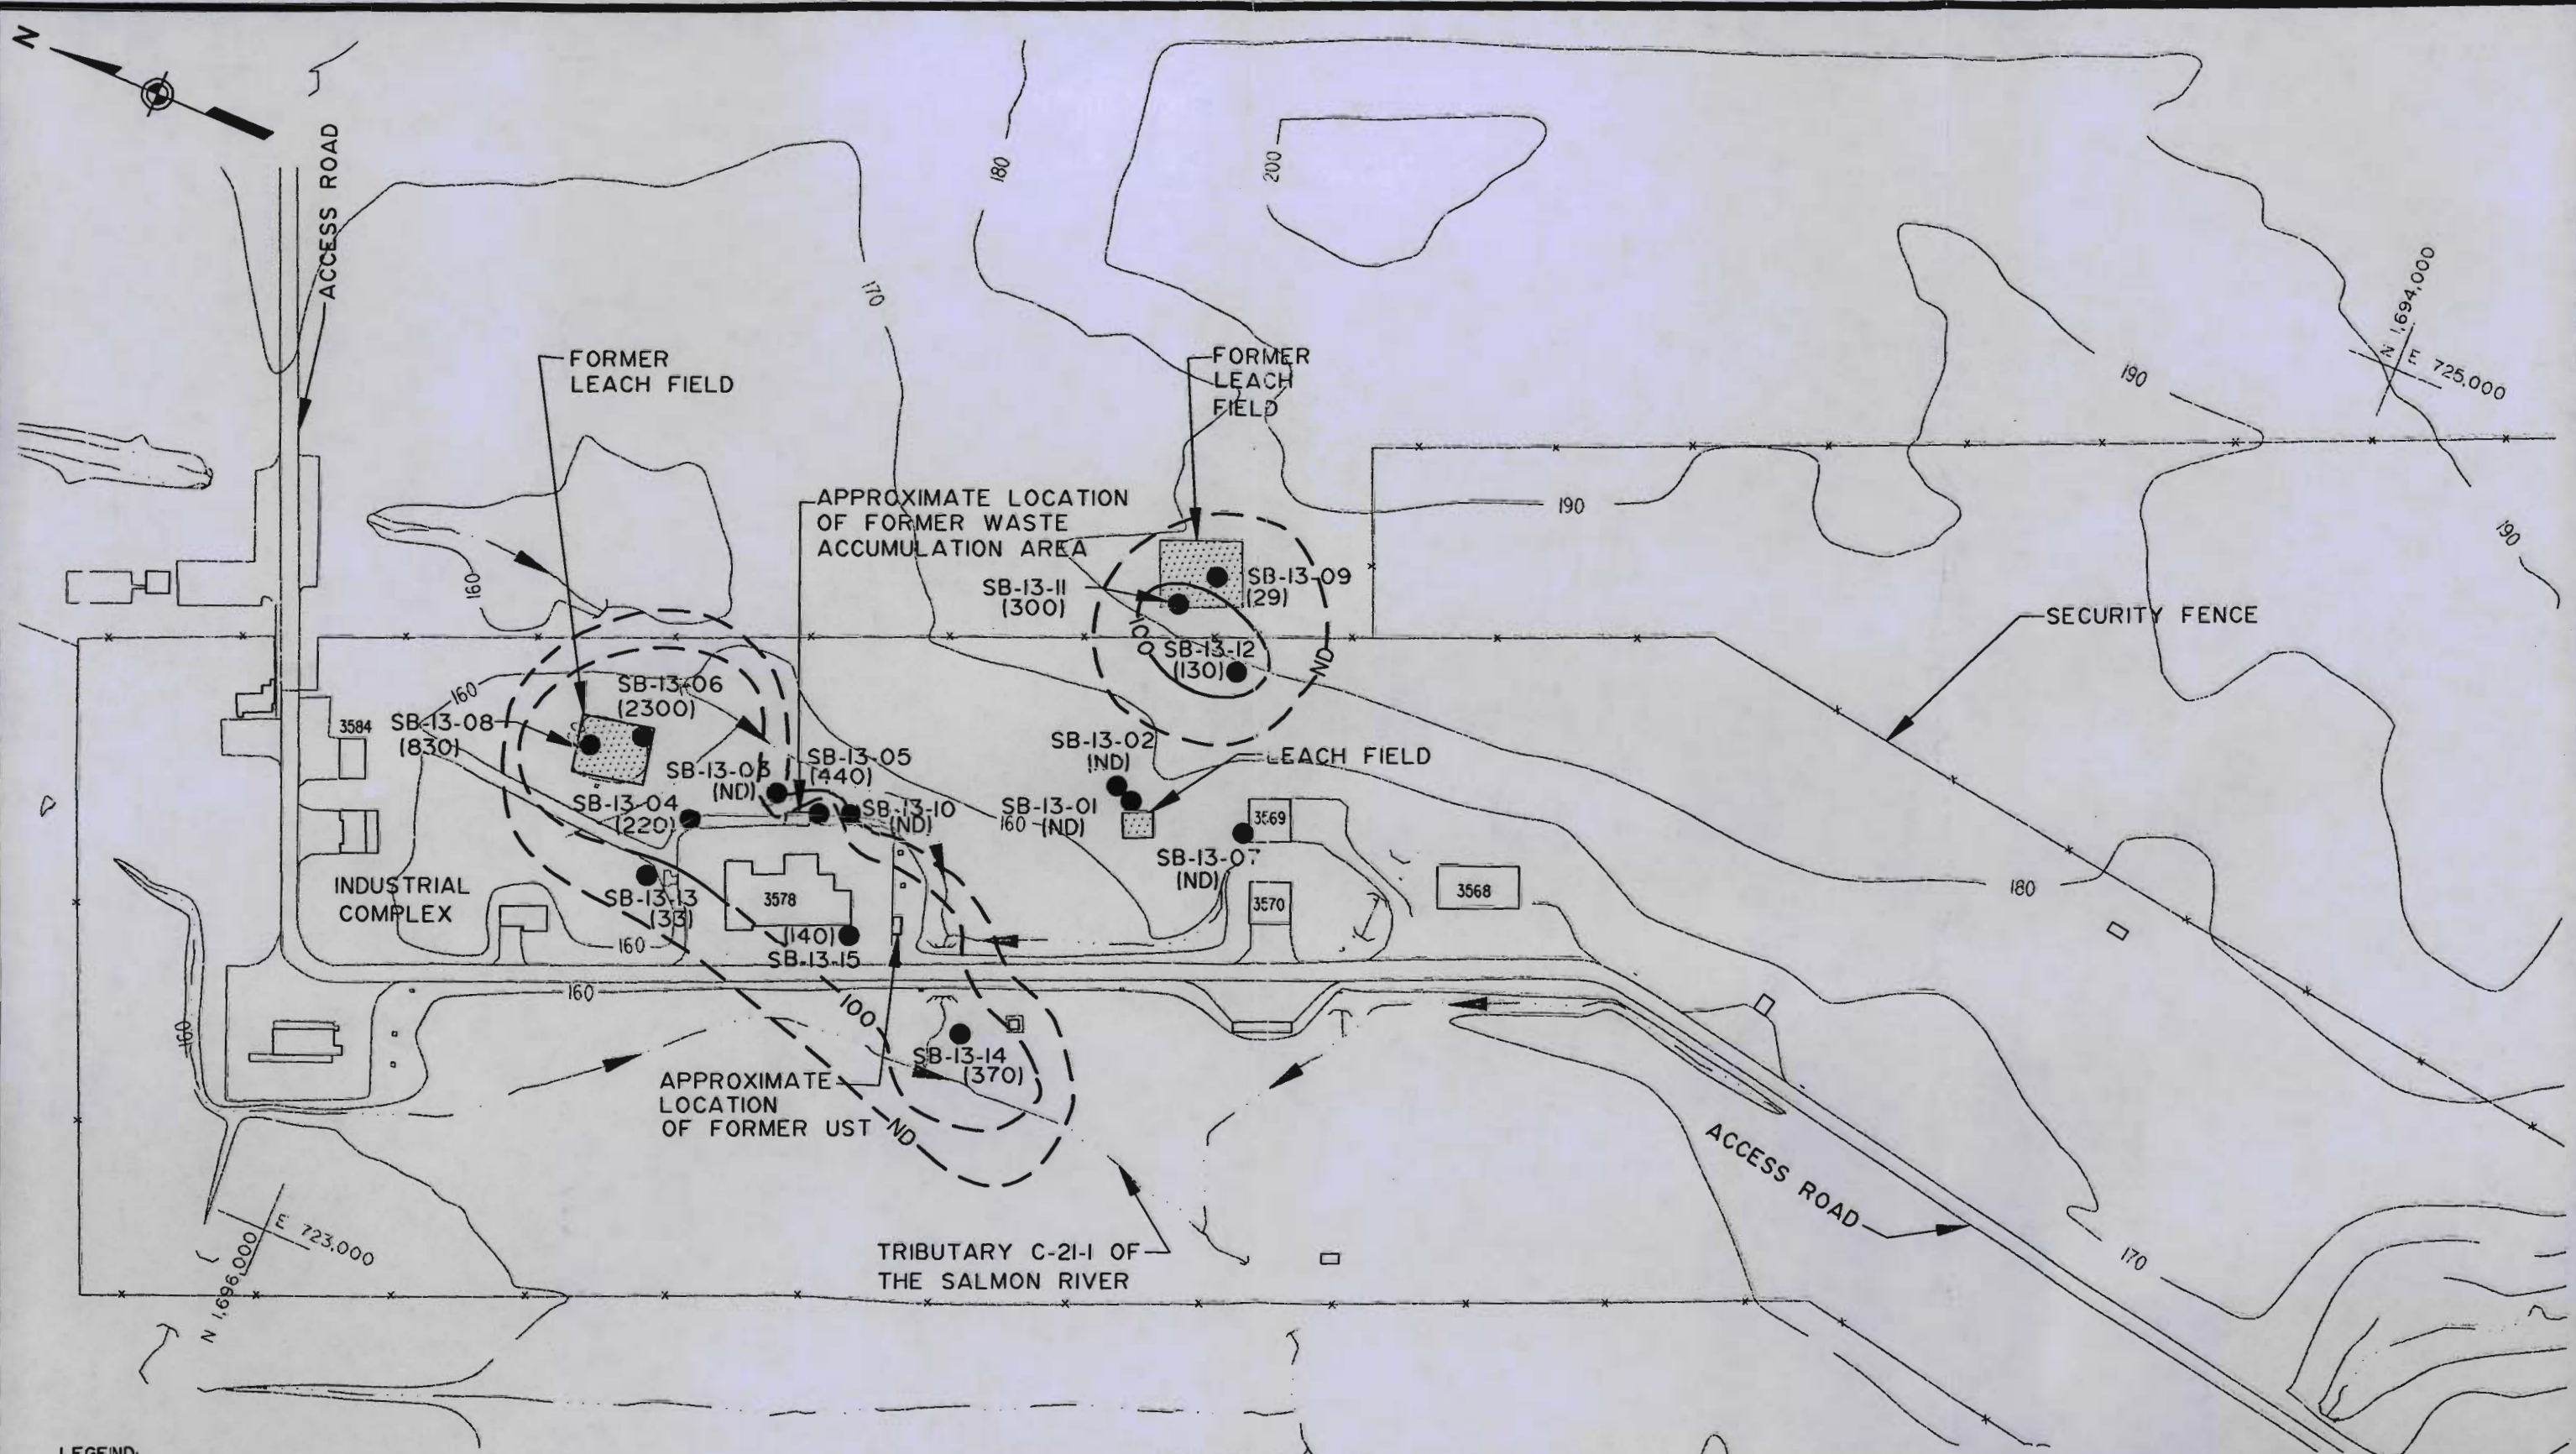 N
ACCESS ROAD
180
200
170
N 1,694,000
E 725,000
FORMER
LEACH FIELD
FORMER
LEACH
FIELD
190
APPROXIMATE LOCATION
OF FORMER WASTE
ACCUMULATION AREA
190
190
160
SB-13-11
(300)
SB-13-09
(29)
100
SB-13-12
(130)
ND
SECURITY FENCE
160
SB-13-06
(2300)
3584
SB-13-08
(830)
SB-13-03
(ND)
SB-13-05
(440)
SB-13-02
(ND)
LEACH FIELD
SB-13-04
(220)
SB-13-10
(ND)
160
SB-13-01
(ND)
3569
SB-13-07
(ND)
INDUSTRIAL
COMPLEX
SB-13-13
(33)
3578
3570
3568
180
160
(140)
SB-13-15
160
160
100
SB-13-14
(370)
APPROXIMATE
LOCATION
OF FORMER UST
ND
ACCESS ROAD
E 723,000
N 1,696,000
TRIBUTARY C-21-1 OF
THE SALMON RIVER
170
LEGEND: